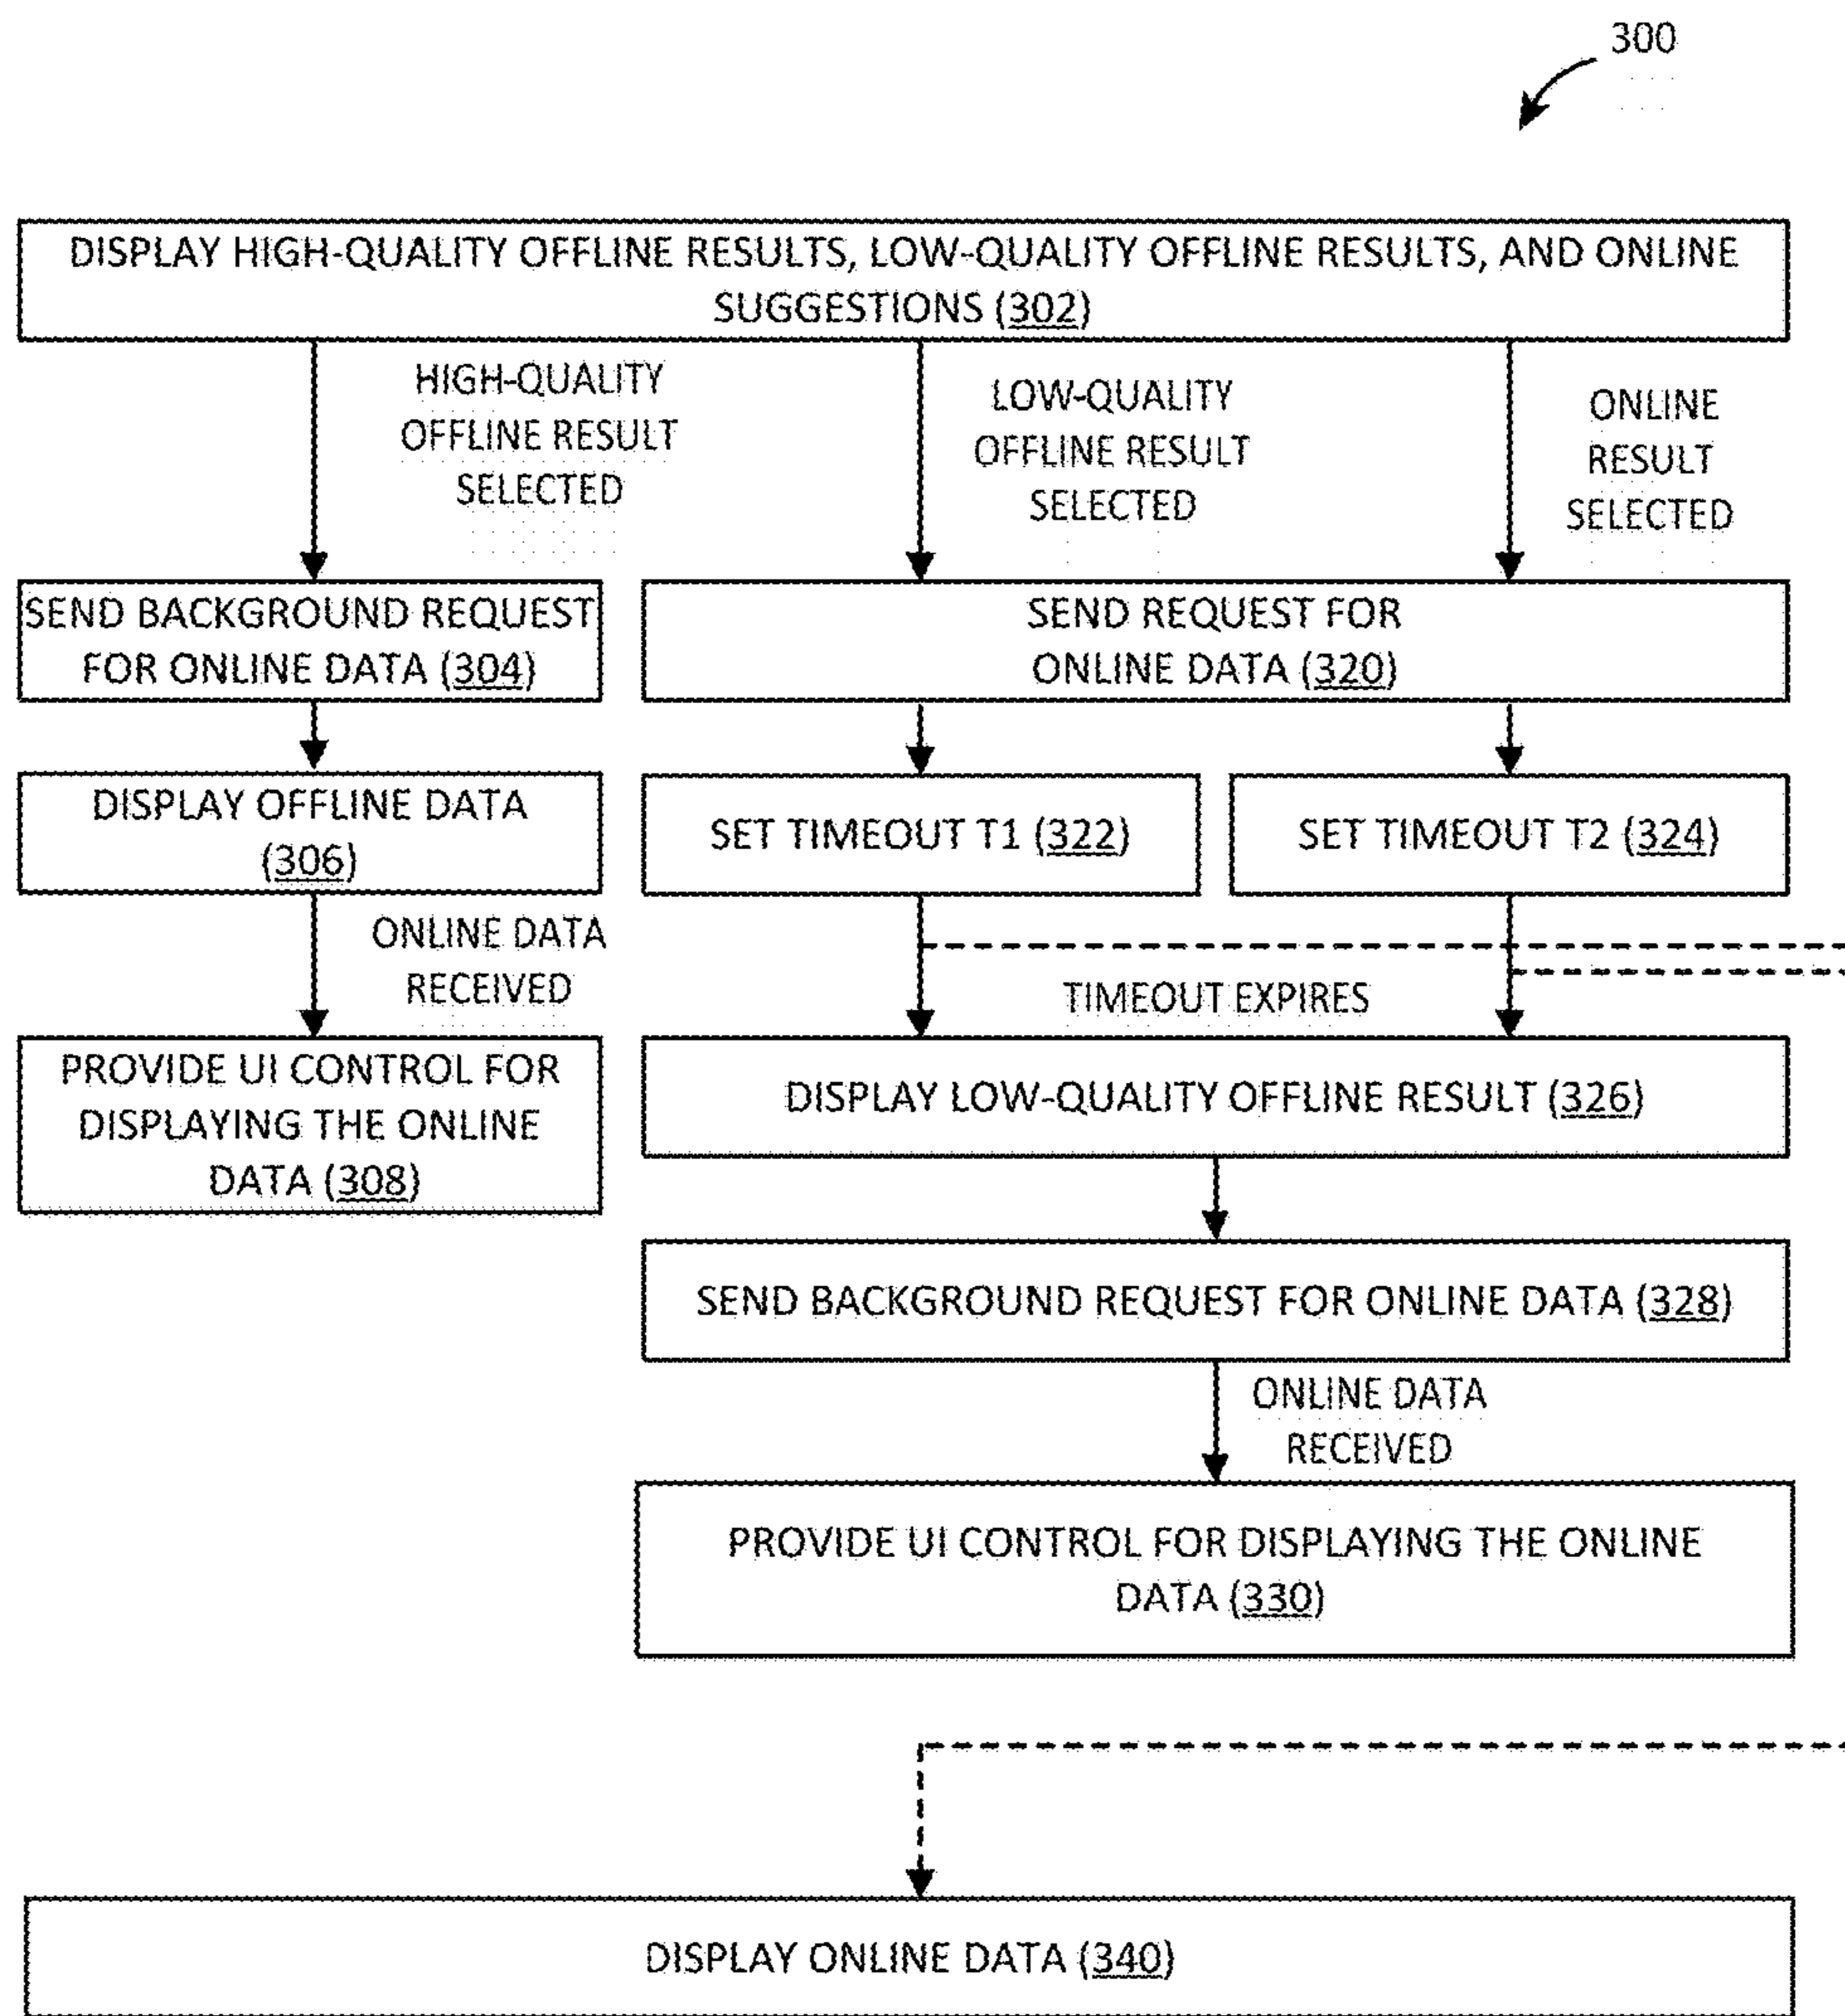 300
DISPLAY HIGH-QUALITY OFFLINE RESULTS, LOW-QUALITY OFFLINE RESULTS, AND ONLINE
SUGGESTIONS (302)
HIGH-QUALITY
OFFLINE RESULT
SELECTED
LOW-QUALITY
OFFLINE RESULT
SELECTED
ONLINE
RESULT
SELECTED
SEND BACKGROUND REQUEST
FOR ONLINE DATA (304)
SEND REQUEST FOR
ONLINE DATA (320)
DISPLAY OFFLINE DATA
(306)
SET TIMEOUT T1 (322)
SET TIMEOUT T2 (324)
ONLINE DATA
RECEIVED
TIMEOUT EXPIRES
PROVIDE UI CONTROL FOR
DISPLAYING THE ONLINE
DATA (308)
DISPLAY LOW-QUALITY OFFLINE RESULT (326)
SEND BACKGROUND REQUEST FOR ONLINE DATA (328)
ONLINE DATA
RECEIVED
PROVIDE UI CONTROL FOR DISPLAYING THE ONLINE
DATA (330)
DISPLAY ONLINE DATA (340)